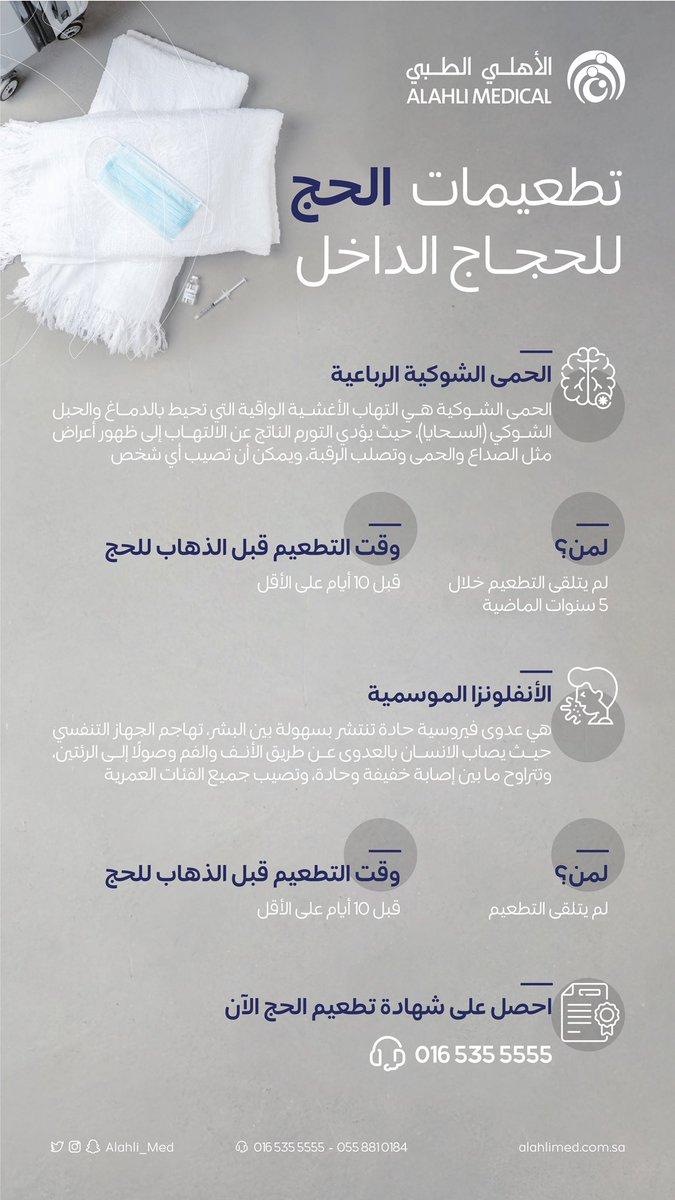 الأهلي الطبي
ALAHLI MEDICAL
تطعيمات الحج
للحجاج الداخل
الحمى الشوكية الرباعية
الحمى الشوكية هي التهاب الأغشية الواقية التي تحيط بالدماغ والحبل
الشوكي (السحايا)، حيث يؤدي التورم الناتج عن الالتهاب إلى ظهور أعراض
مثل الصداع والحمى وتصلب الرقبة، ويمكن أن تصيب أي شخص
لمن؟
لم يتلقى التطعيم خلال
5 سنوات الماضية
وقت التطعيم قبل الذهاب للحج
قبل 10 أيام على الأقل
الأنفلونزا الموسمية
هي عدوى فيروسية حادة تنتشر بسهولة بين البشر، تهاجم الجهاز التنفسي
حيث يصاب الانسان بالعدوى عن طريق الأنف والفم وصولًا إلى الرئتين،
وتتراوح ما بين إصابة خفيفة وحادة، وتصيب جميع الفئات العمرية
لمن؟
لم يتلقى التطعيم
وقت التطعيم قبل الذهاب للحج
قبل 10 أيام على الأقل
احصل على شهادة تطعيم الحج الآن
016 535 5555
Alahli_Med
016 535 5555 - 055 881 0184
alahlimed.com.sa